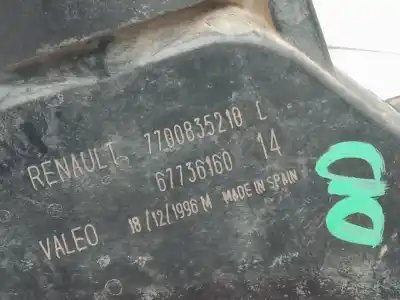 RENAULT 7700835210 L
67736160 14
VALEO 18/12/1996 M MADE IN SPAIN